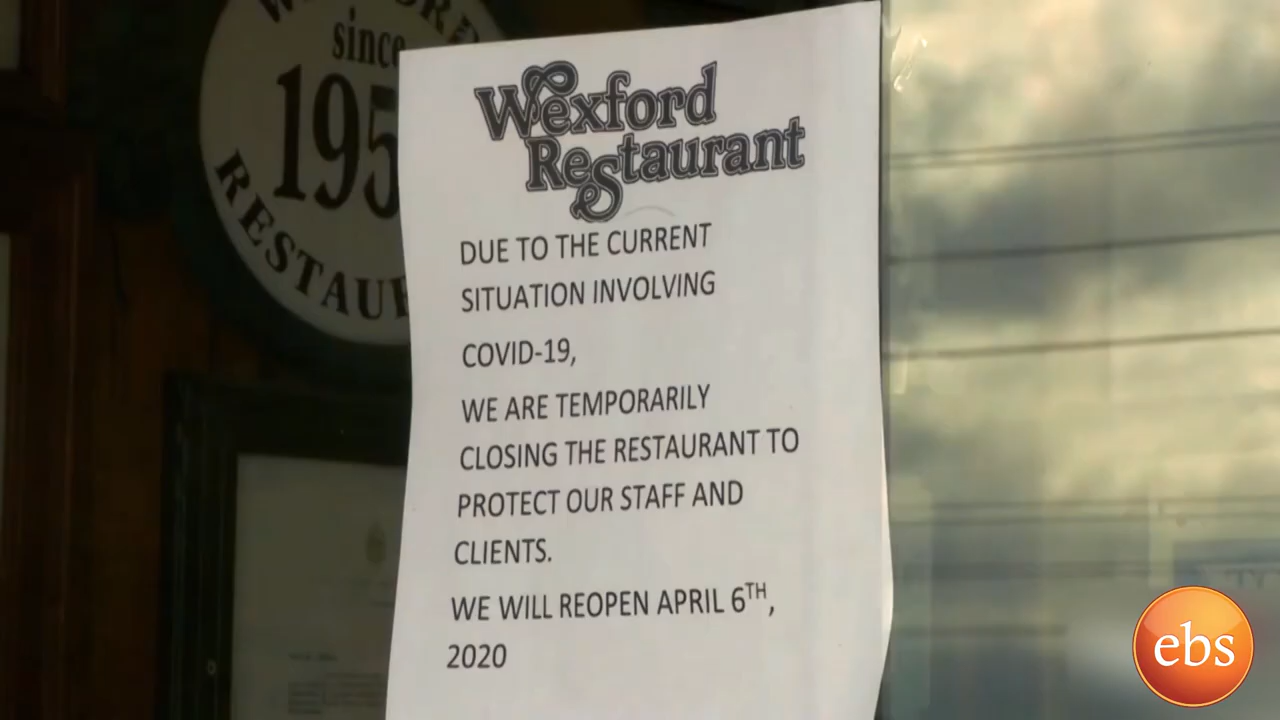 since
195
RESTAU
Wexford
Restaurant
DUE TO THE CURRENT
SITUATION INVOLVING
COVID-19,
WE ARE TEMPORARILY
CLOSING THE RESTAURANT TO
PROTECT OUR STAFF AND
CLIENTS.
WE WILL REOPEN APRIL 6TH,
2020
ebs